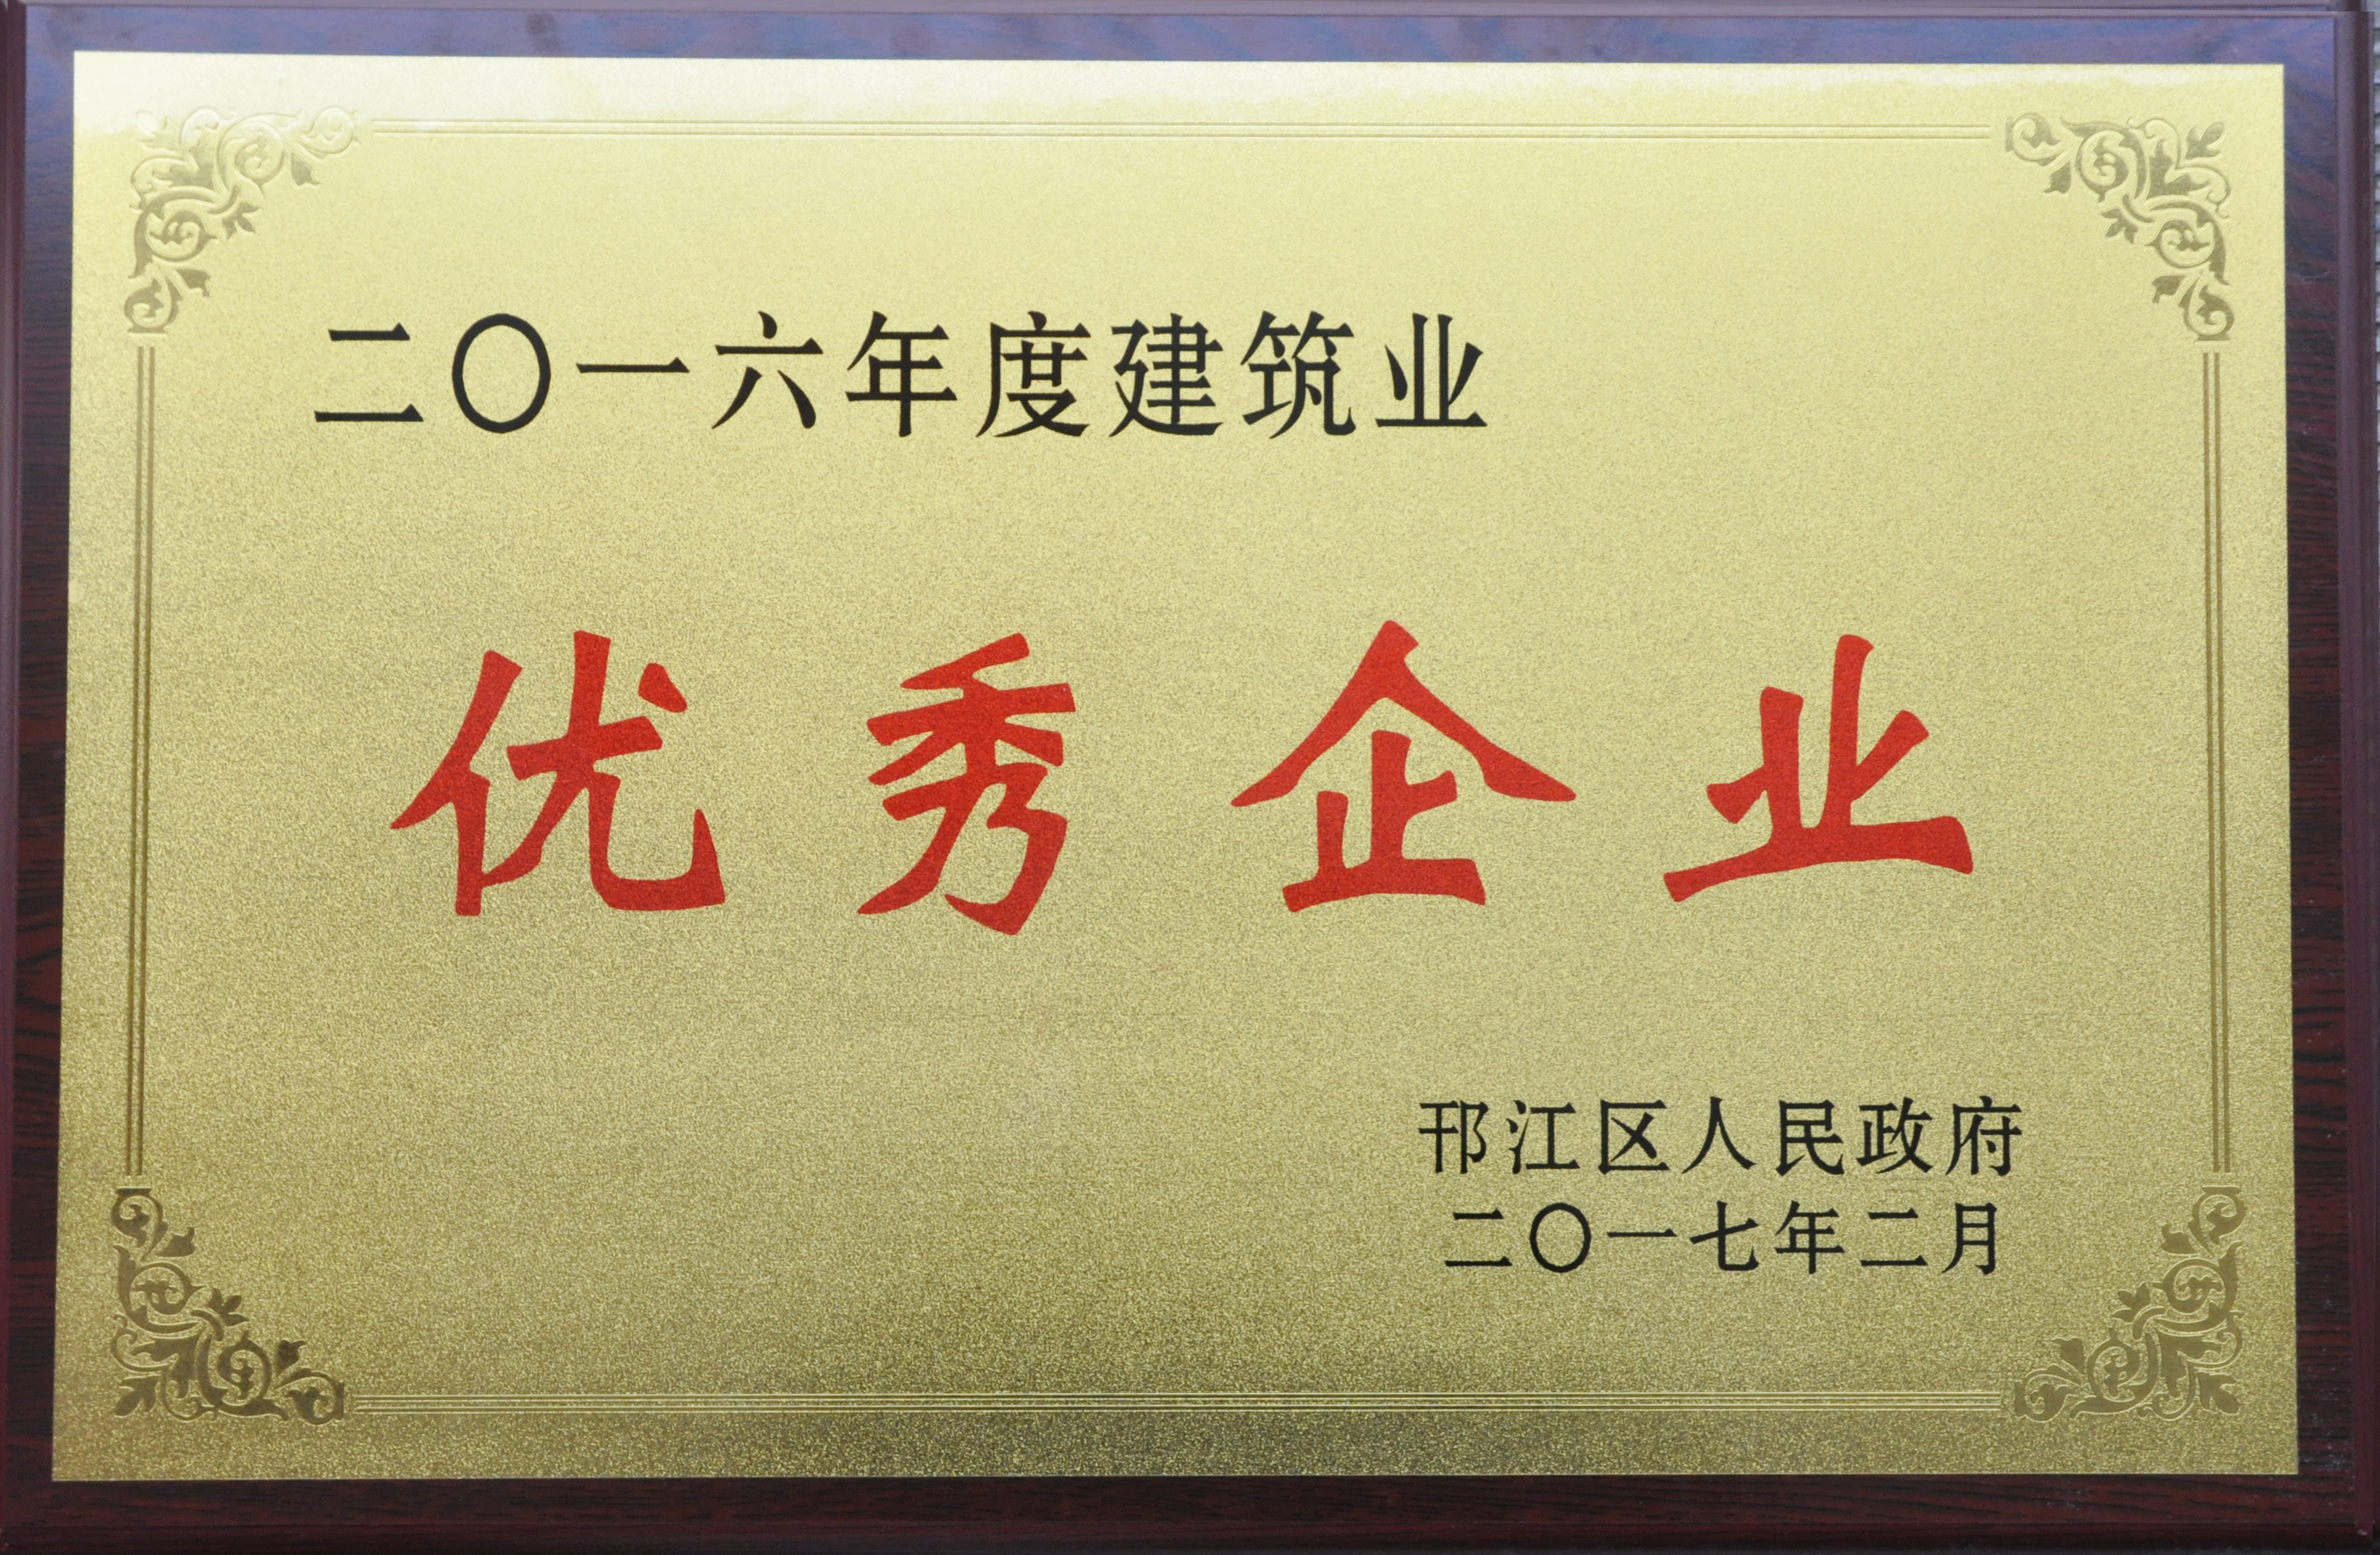 二〇一六年度建筑业
优秀企业
邗江区人民政府
二〇一七年二月